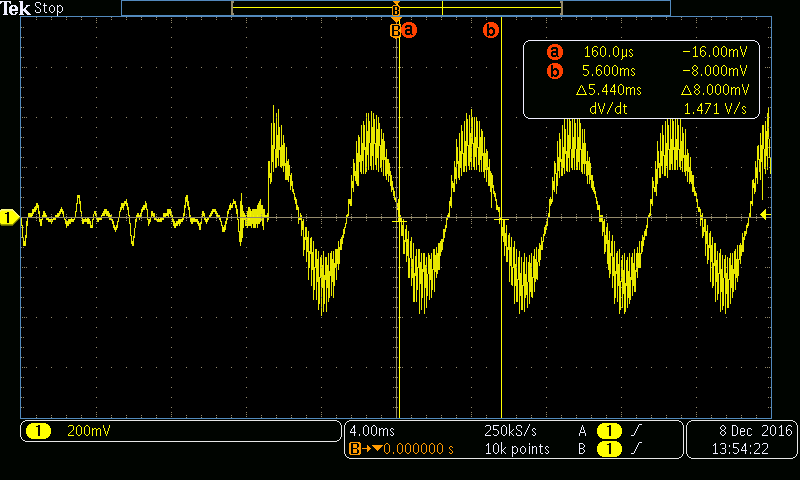 Tek Stop
B
B a b
a 160.0µs −16.00mV
b 5.600ms −8.000mV
△5.440ms △8.000mV
dV/dt 1.471 V/s
1
1 200mV
4.00ms 250kS/s A 1
B→▼0.000000 s 10k points B 1
8 Dec 2016
13:54:22